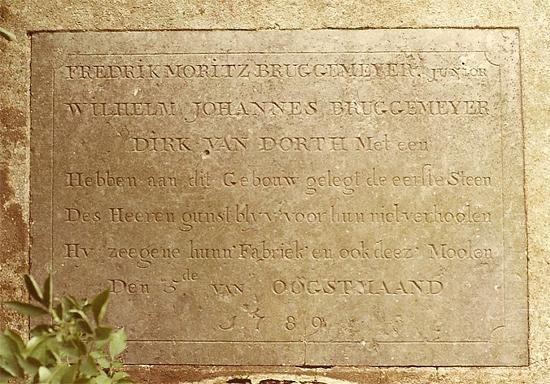 FREDRIK MORITZ BRUGGEMEYER, JUNIOR
WILHELM JOHANNES BRUGGEMEYER
DIRK VAN DORTH Met een
Hebben aan dit Gebouw gelegt de eerste Steen
Des Heeren gunst blyv' voor hun niet verhoolen
Hy zeegene hunn' Fabriek en ook deez' Moolen
Den 5de VAN OOGSTMAAND
1789